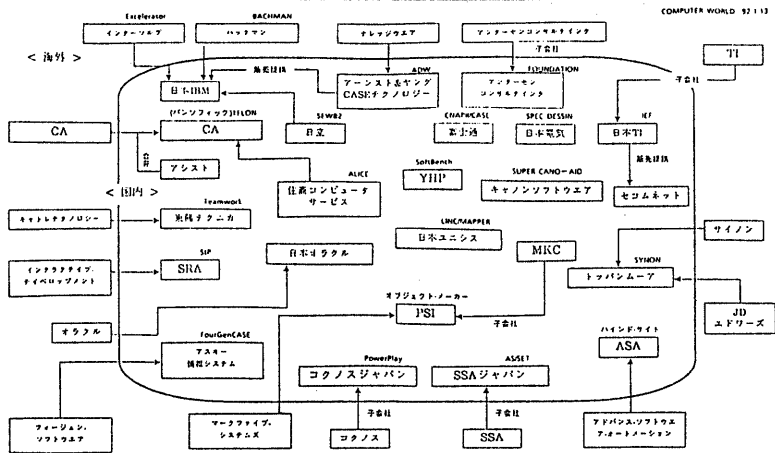 COMPUTER WORLD 92 1 13
Excelerator
インターソルブ
BACHMAN
バックマン
ナレッジウエア
アンダーセンコンサルティング
子会社
TI
子会社
< 海外 >
日本IBM
販売提携
ADW
アーンスト&ヤング
CASEテクノロジー
FOUNDATION
アンダーセン
コンサルティング
(パンソフィック)TELON
CA
CA
合弁
アシスト
SEWB2
日立
CNAP/ICASE
富士通
SPEC DESSIN
日本電気
IEF
日本TI
販売提携
セコムネット
< 国内 >
ALICE
住商コンピュータ
サービス
SoftBench
YHP
SUPER CANO-AID
キャノンソフトウエア
キャドレテクノロジー
Teamwork
東陽テクニカ
LINC/MAPPER
日本ユニシス
MKC
サイノン
SYNON
トッパンムーア
インタラクティブ・
ディベロップメント
SIP
SRA
日本オラクル
オブジェクト・メーカー
PSI
子会社
JD
エドワーズ
オラクル
FourGenCASE
アスキー
情報システム
PowerPlay
コグノスジャパン
AS/SET
SSAジャパン
ハインド・サイト
ASA
フォージェン・
ソフトウエア
マークファイブ・
システムズ
子会社
コグノス
子会社
SSA
アドバンス・ソフトウエ
ア・オートメーション